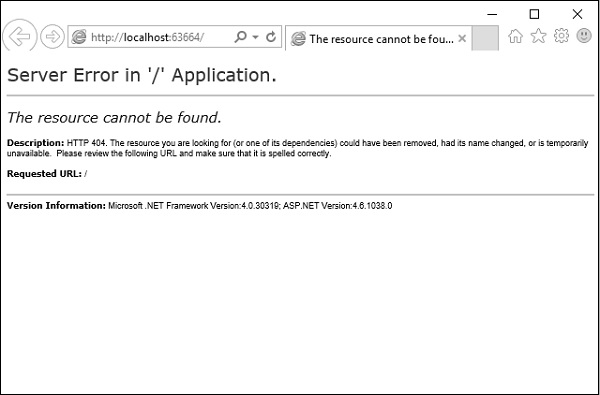 http://localhost:63664/
The resource cannot be fou...
Server Error in '/' Application.
The resource cannot be found.
Description: HTTP 404. The resource you are looking for (or one of its dependencies) could have been removed, had its name changed, or is temporarily
unavailable.  Please review the following URL and make sure that it is spelled correctly.
Requested URL: /
Version Information: Microsoft .NET Framework Version:4.0.30319; ASP.NET Version:4.6.1038.0